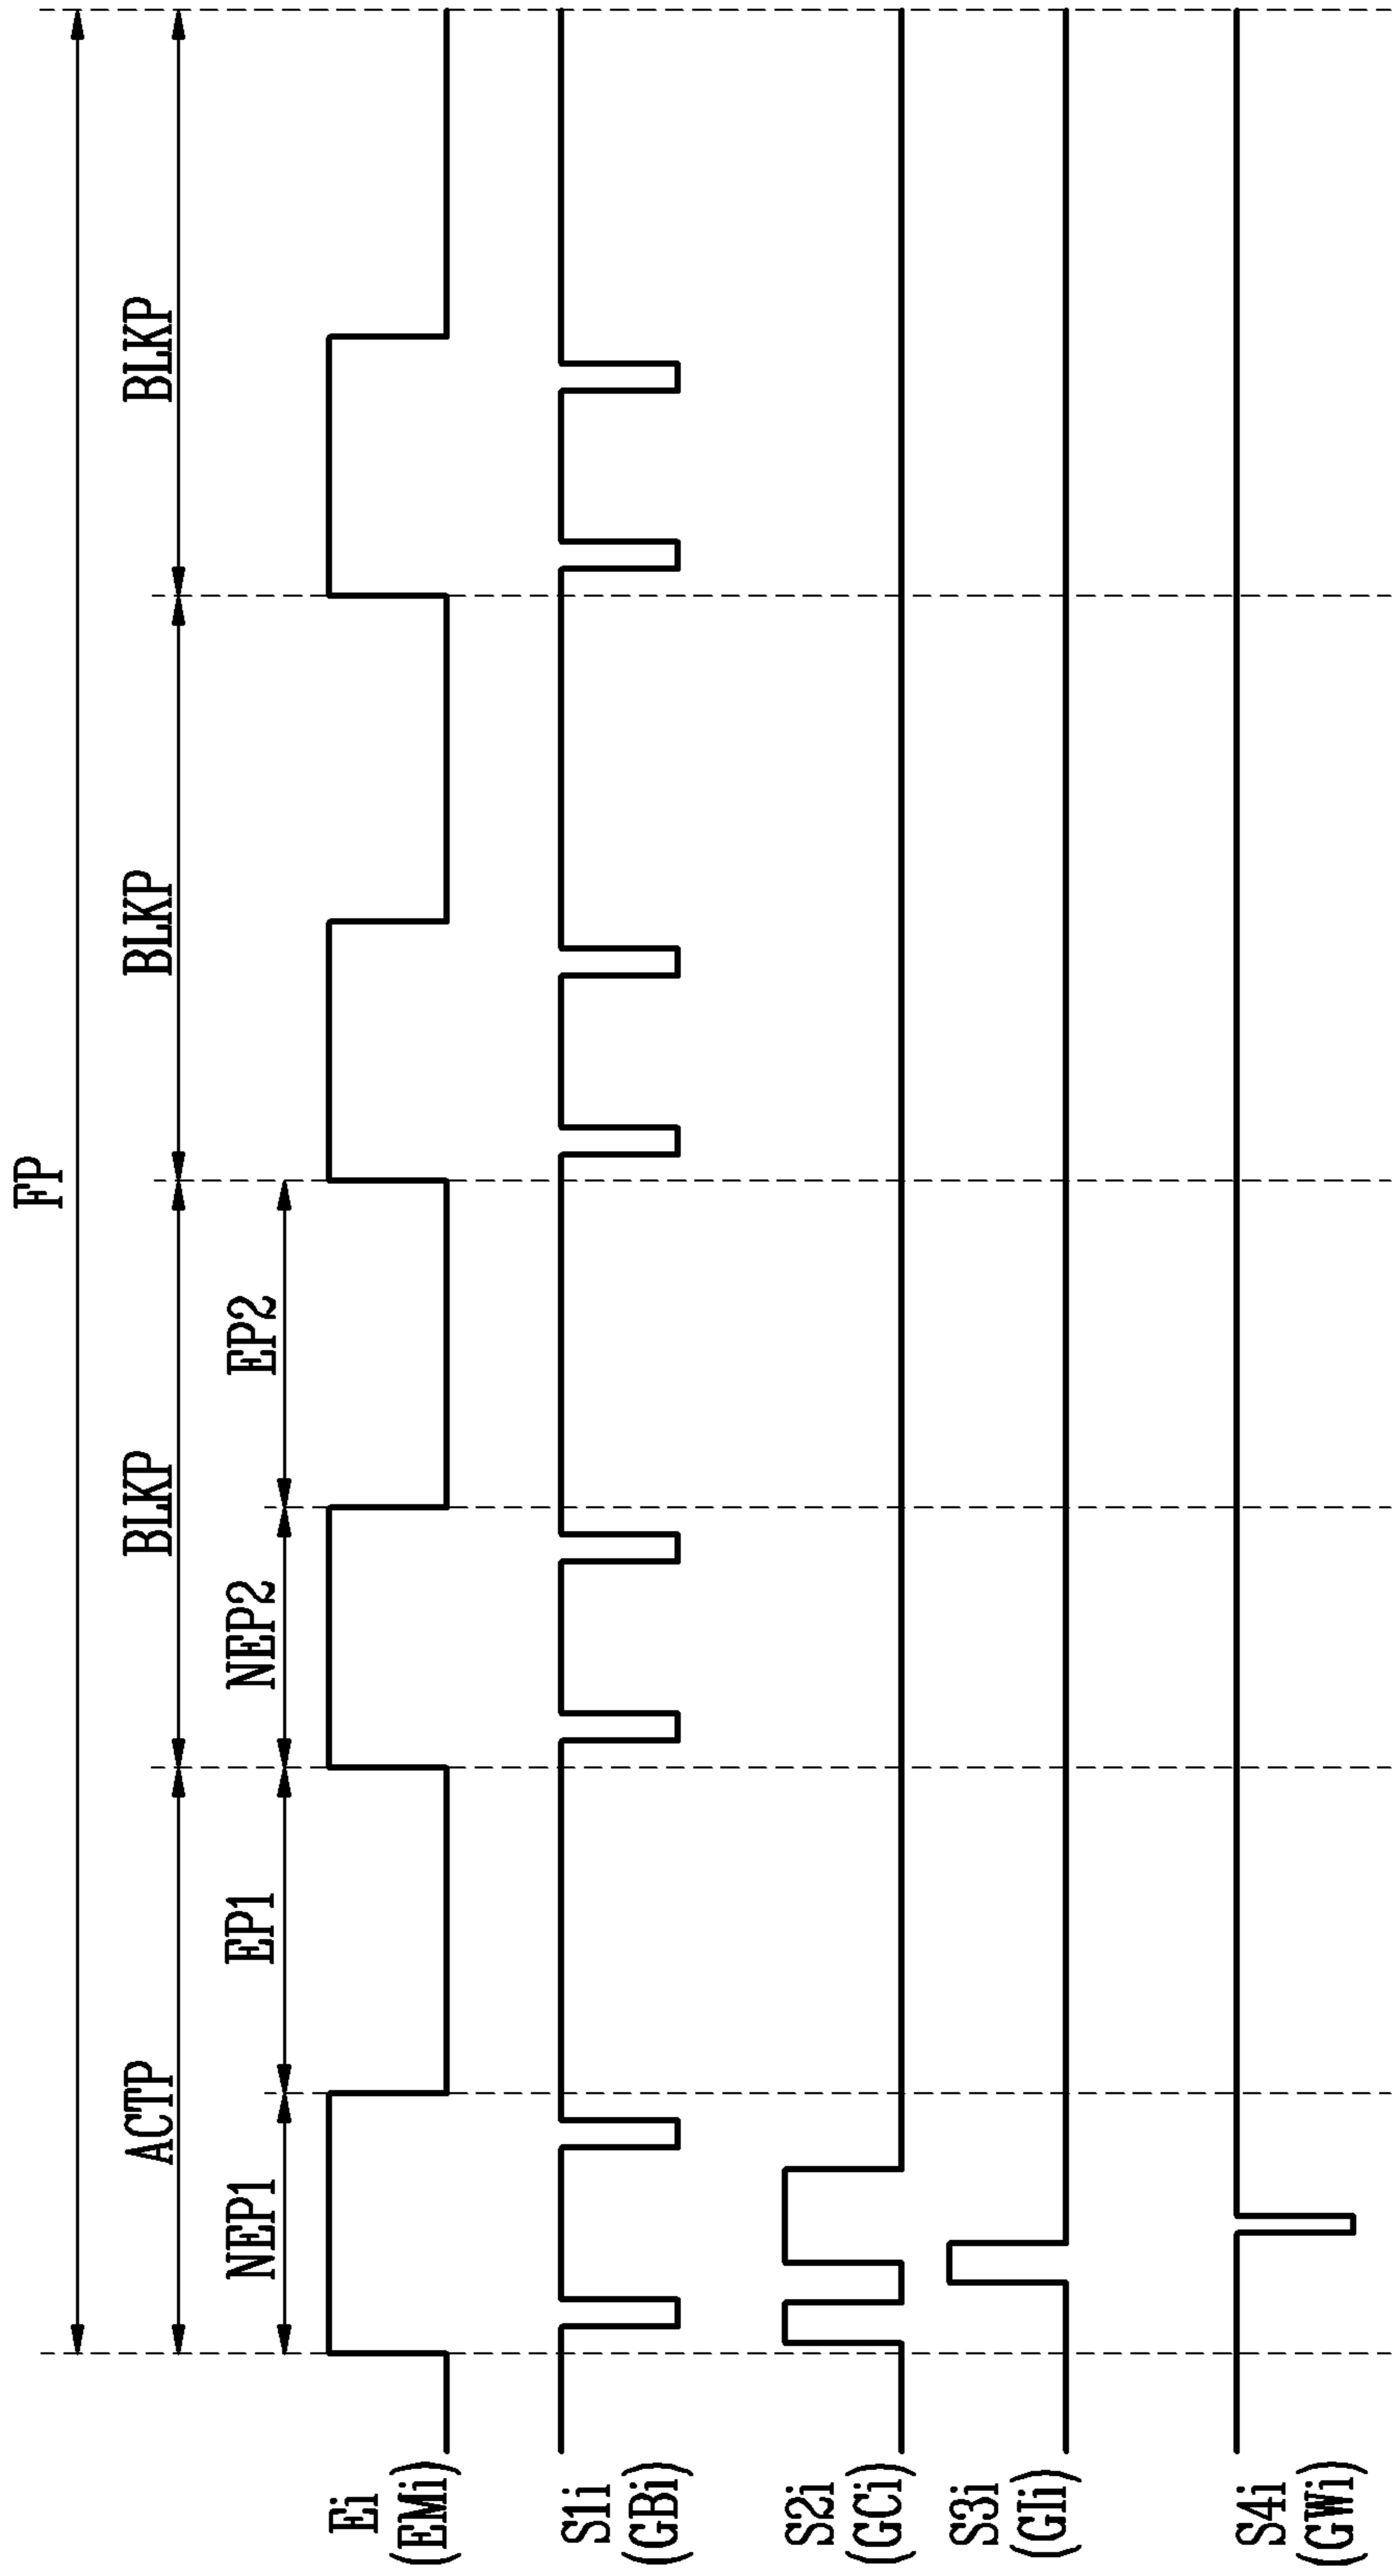 FP
ACTP BLKP BLKP BLKP
NEP1 EP1 NEP2 EP2
Ei
(EMi)
S1i
(GBi)
S2i
(GCi)
S3i
(GIi)
S4i
(GWi)